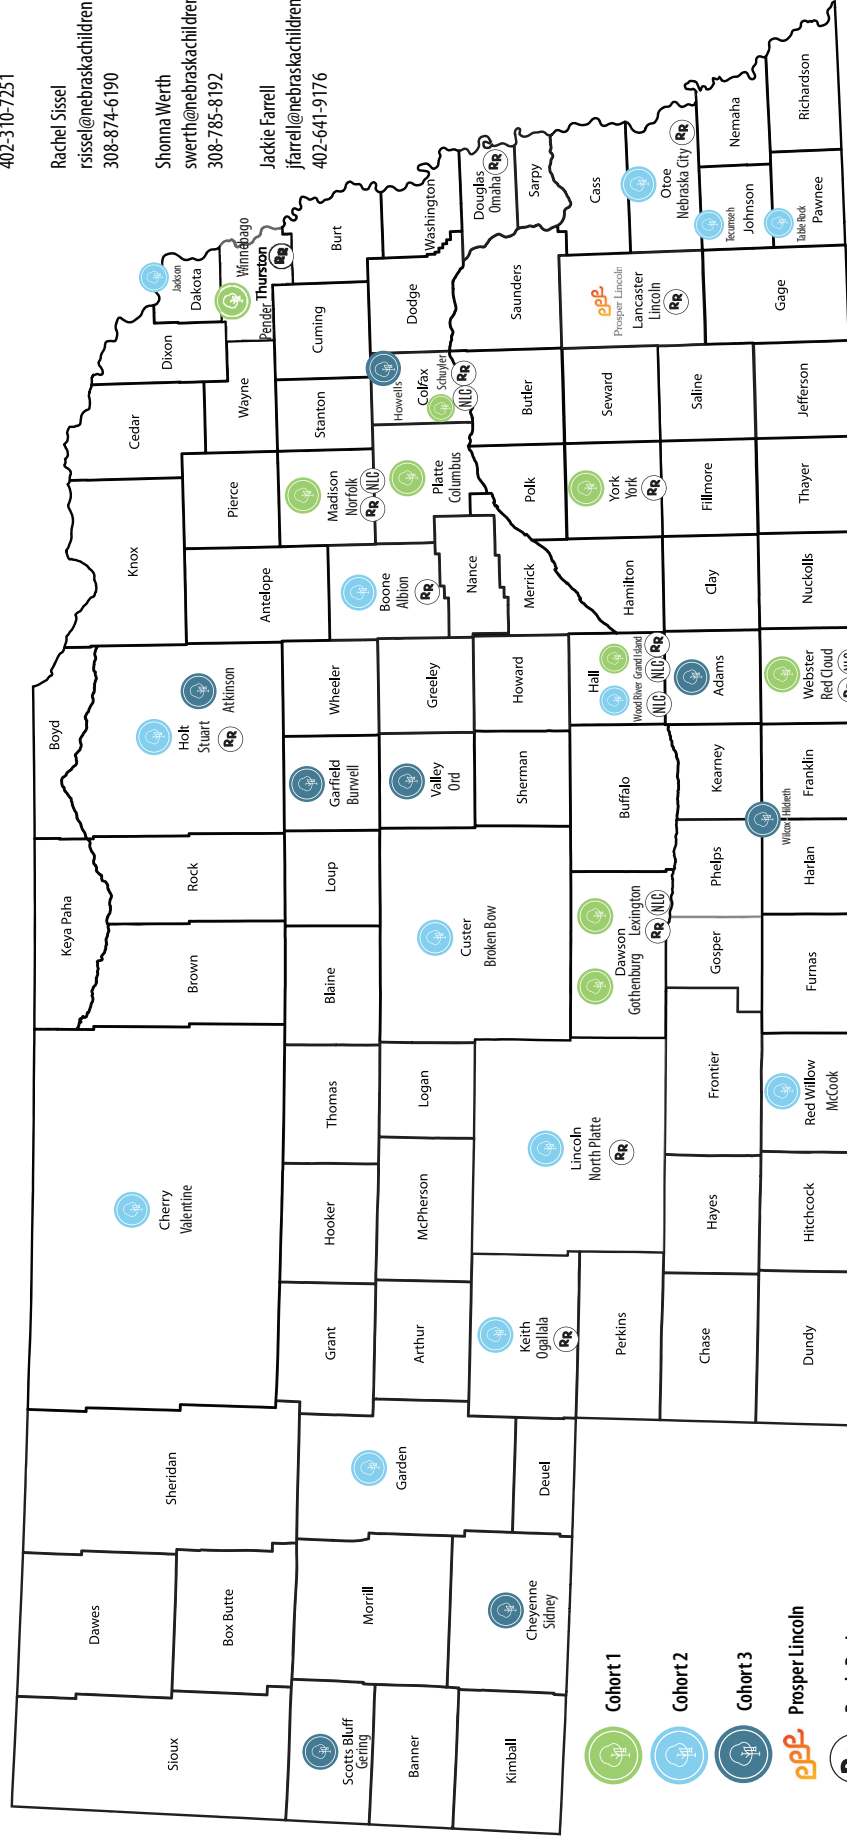 402-310-7251
Rachel Sissel
rsissel@nebraskachildren
308-874-6190
Shonna Werth
swerth@nebraskachildren
308-785-8192
Jackie Farrell
jfarrell@nebraskachildren
402-641-9176
Sioux
Dawes
Box Butte
Sheridan
Scotts Bluff
Gering
Banner
Kimball
Morrill
Cheyenne
Sidney
Garden
Deuel
Cherry
Valentine
Grant
Hooker
Thomas
Arthur
McPherson
Logan
Keith
Ogallala
RR
Lincoln
North Platte
RR
Perkins
Chase
Hayes
Frontier
Dundy
Hitchcock
Red Willow
McCook
Keya Paha
Boyd
Brown
Rock
Holt
Stuart
RR
Atkinson
Blaine
Loup
Garfield
Burwell
Wheeler
Custer
Broken Bow
Valley
Ord
Greeley
Sherman
Howard
Dawson
Gothenburg
Lexington
RR
NLC
Buffalo
Hall
Wood River
Grand Island
NLC
NLC
RR
Gosper
Phelps
Kearney
Adams
Furnas
Harlan
Wilcox - Hildreth
Franklin
Webster
Red Cloud
Knox
Cedar
Dixon
Dakota
Jackson
Antelope
Pierce
Wayne
Pender
Thurston
Winnebago
RR
Boone
Albion
RR
Madison
Norfolk
RR
NLC
Stanton
Cuming
Burt
Nance
Platte
Columbus
Howells
Colfax
Schuyler
NLC
RR
Dodge
Washington
Merrick
Polk
Butler
Saunders
Douglas
Omaha
RR
Sarpy
Hamilton
York
York
RR
Seward
Prosper Lincoln
Lancaster
Lincoln
RR
Cass
Otoe
Nebraska City
RR
Clay
Fillmore
Saline
Gage
Tecumseh
Johnson
Nemaha
Nuckolls
Thayer
Jefferson
Table Rock
Pawnee
Richardson
Cohort 1
Cohort 2
Cohort 3
Prosper Lincoln